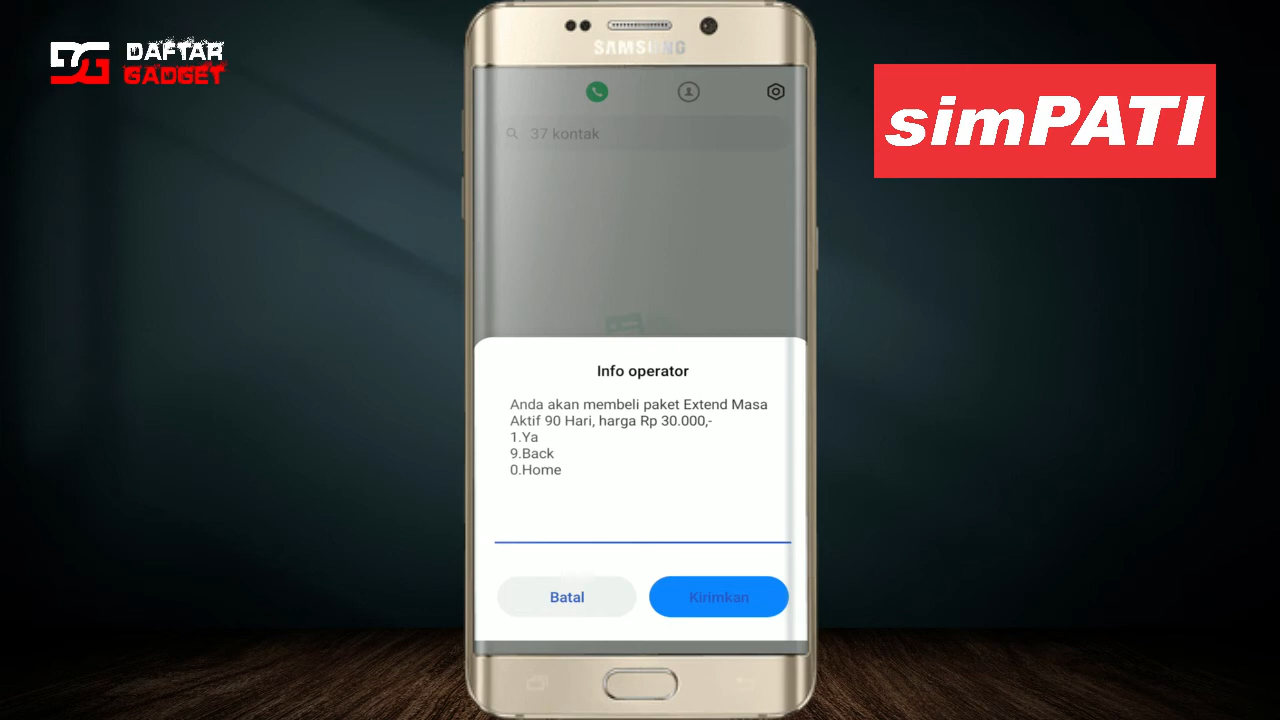 DG DAFTAR
GADGET
SAMSUNG
simPATI
37 kontak
Info operator
Anda akan membeli paket Extend Masa
Aktif 90 Hari, harga Rp 30.000,-
1.Ya
9.Back
0.Home
Batal
Kirimkan